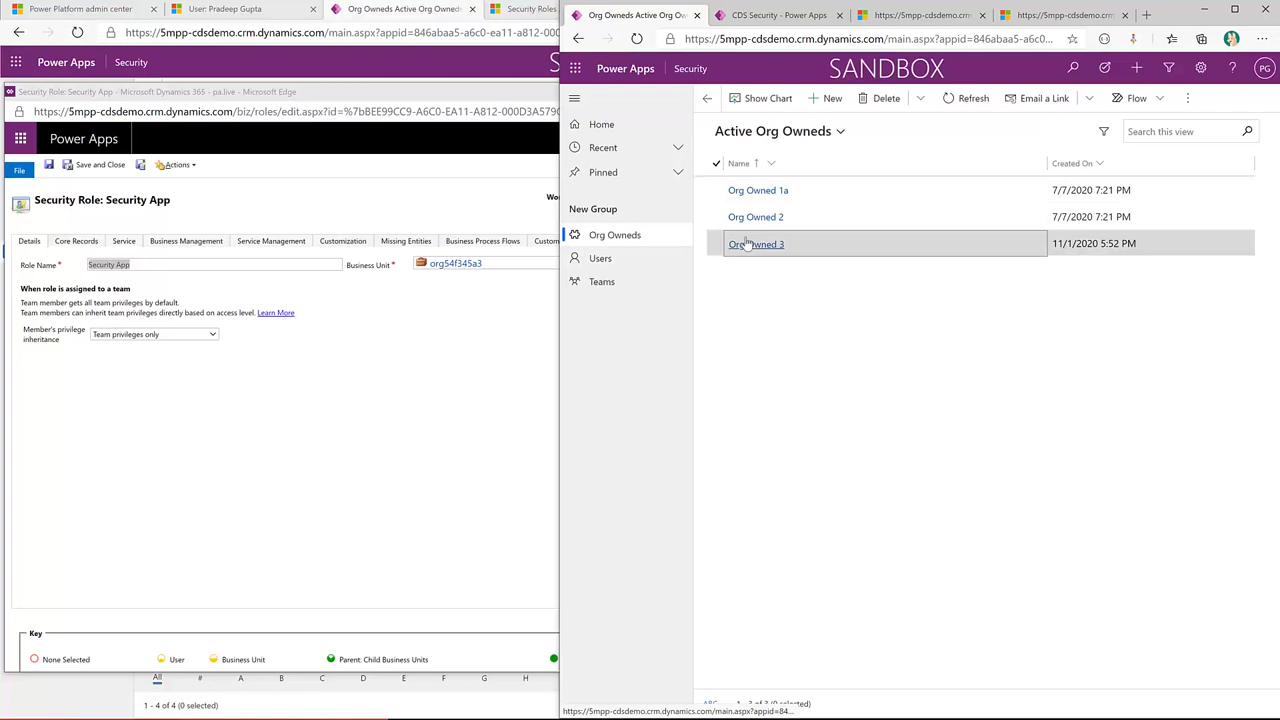 Power Platform admin center
User: Pradeep Gupta
Org Owneds Active Org Owned
Security Roles
https://5mpp-cdsdemo.crm.dynamics.com/main.aspx?appid=846abaa5-a6c0-ea11-a812-000
Power Apps
Security
Security Role: Security App - Microsoft Dynamics 365 - pa.live - Microsoft Edge
https://5mpp-cdsdemo.crm.dynamics.com/biz/roles/edit.aspx?id=%7bBEE99CC9-A6C0-EA11-A812-000D3A579C
Power Apps
File
Save and Close
Actions
Security Role: Security App
Wo
Details
Core Records
Service
Business Management
Service Management
Customization
Missing Entities
Business Process Flows
Custom
Role Name *
Security App
Business Unit *
org54f345a3
When role is assigned to a team
Team member gets all team privileges by default.
Team members can inherit team privileges directly based on access level. Learn More
Member's privilege inheritance
Team privileges only
Key
None Selected
User
Business Unit
Parent: Child Business Units
All
#
A
B
C
D
E
F
G
H
1 - 4 of 4 (0 selected)
Org Owneds Active Org Ow
CDS Security - Power Apps
https://5mpp-cdsdemo.crm
https://5mpp-cdsdemo.crm
https://5mpp-cdsdemo.crm.dynamics.com/main.aspx?appid=846abaa5-a6c0...
Power Apps
Security
SANDBOX
PG
Show Chart
New
Delete
Refresh
Email a Link
Flow
Home
Recent
Pinned
New Group
Org Owneds
Users
Teams
Active Org Owneds
Search this view
Name
Created On
Org Owned 1a
7/7/2020 7:21 PM
Org Owned 2
7/7/2020 7:21 PM
Org Owned 3
11/1/2020 5:52 PM
https://5mpp-cdsdemo.crm.dynamics.com/main.aspx?appid=84...